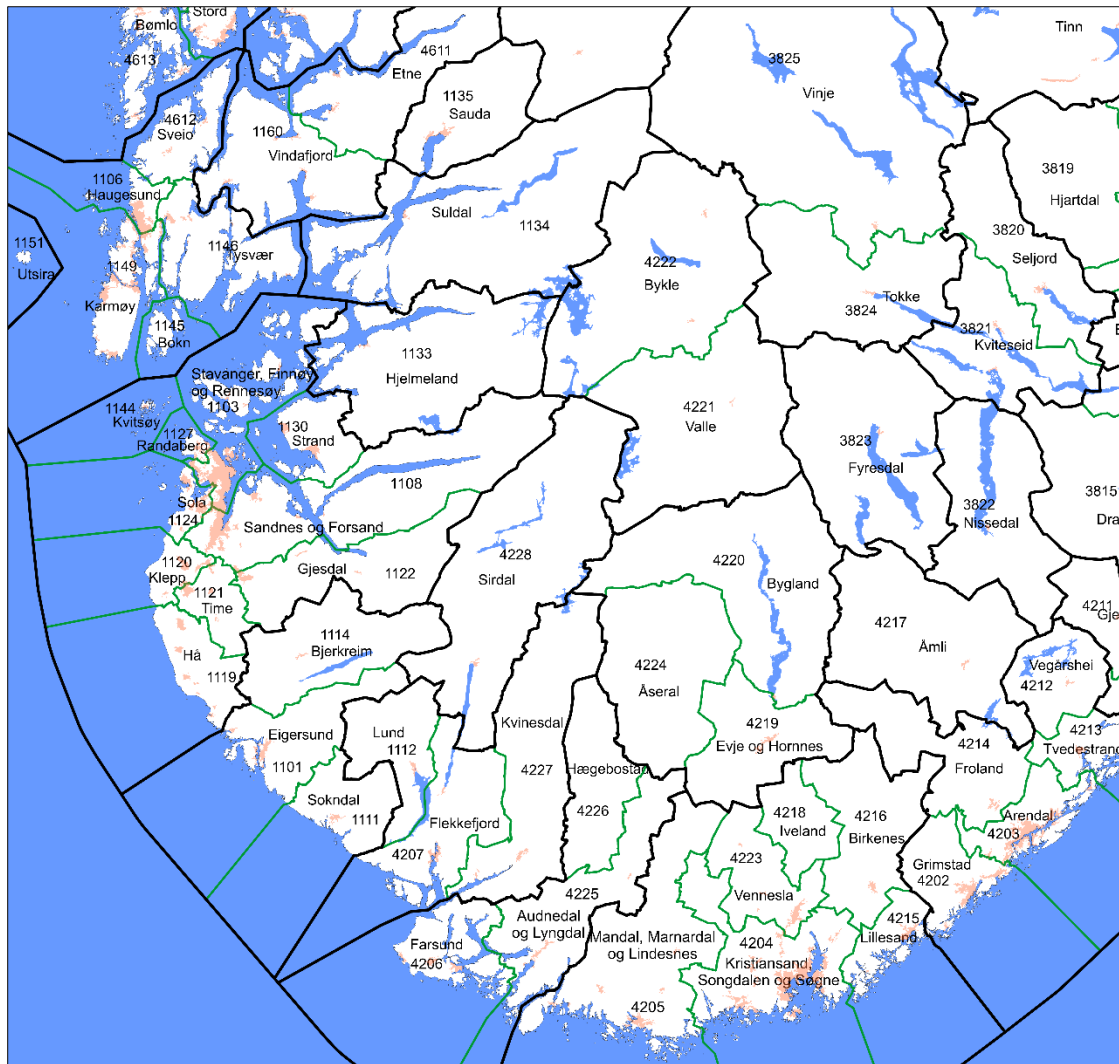 Stord
Bømlo
4613
4611
Etne
Tinn
3825
Vinje
1135
Sauda
4612
Sveio
1160
Vindafjord
3819
Hjartdal
1106
Haugesund
Suldal
1134
3820
Seljord
1151
Utsira
1149
Karmøy
1146
Tysvær
4222
Bykle
1145
Bokn
Tokke
3824
3821
Kviteseid
1133
Hjelmeland
Stavanger, Finnøy
og Rennesøy
1103
1144
Kvitsøy
1127
Randaberg
1130
Strand
4221
Valle
3823
Fyresdal
1108
Sandnes og Forsand
Sola
1124
3822
Nissedal
3815
Dra
4228
Sirdal
1120
Klepp
1121
Time
Gjesdal
1122
4220
Bygland
4211
Gje
1114
Bjerkreim
4217
Åmli
Hå
1119
4224
Åseral
Vegårshei
4212
Eigersund
1101
Lund
1112
Kvinesdal
4227
4219
Evje og Hornnes
4214
Froland
4213
Tvedestrand
Hægebostad
4226
Sokndal
1111
Flekkefjord
4207
4218
Iveland
4216
Birkenes
Arendal
4203
4223
Vennesla
Grimstad
4202
4225
Audnedal
og Lyngdal
Farsund
4206
Mandal, Marnardal
og Lindesnes
4205
4204
Kristiansand,
Songdalen og Søgne
4215
Lillesand